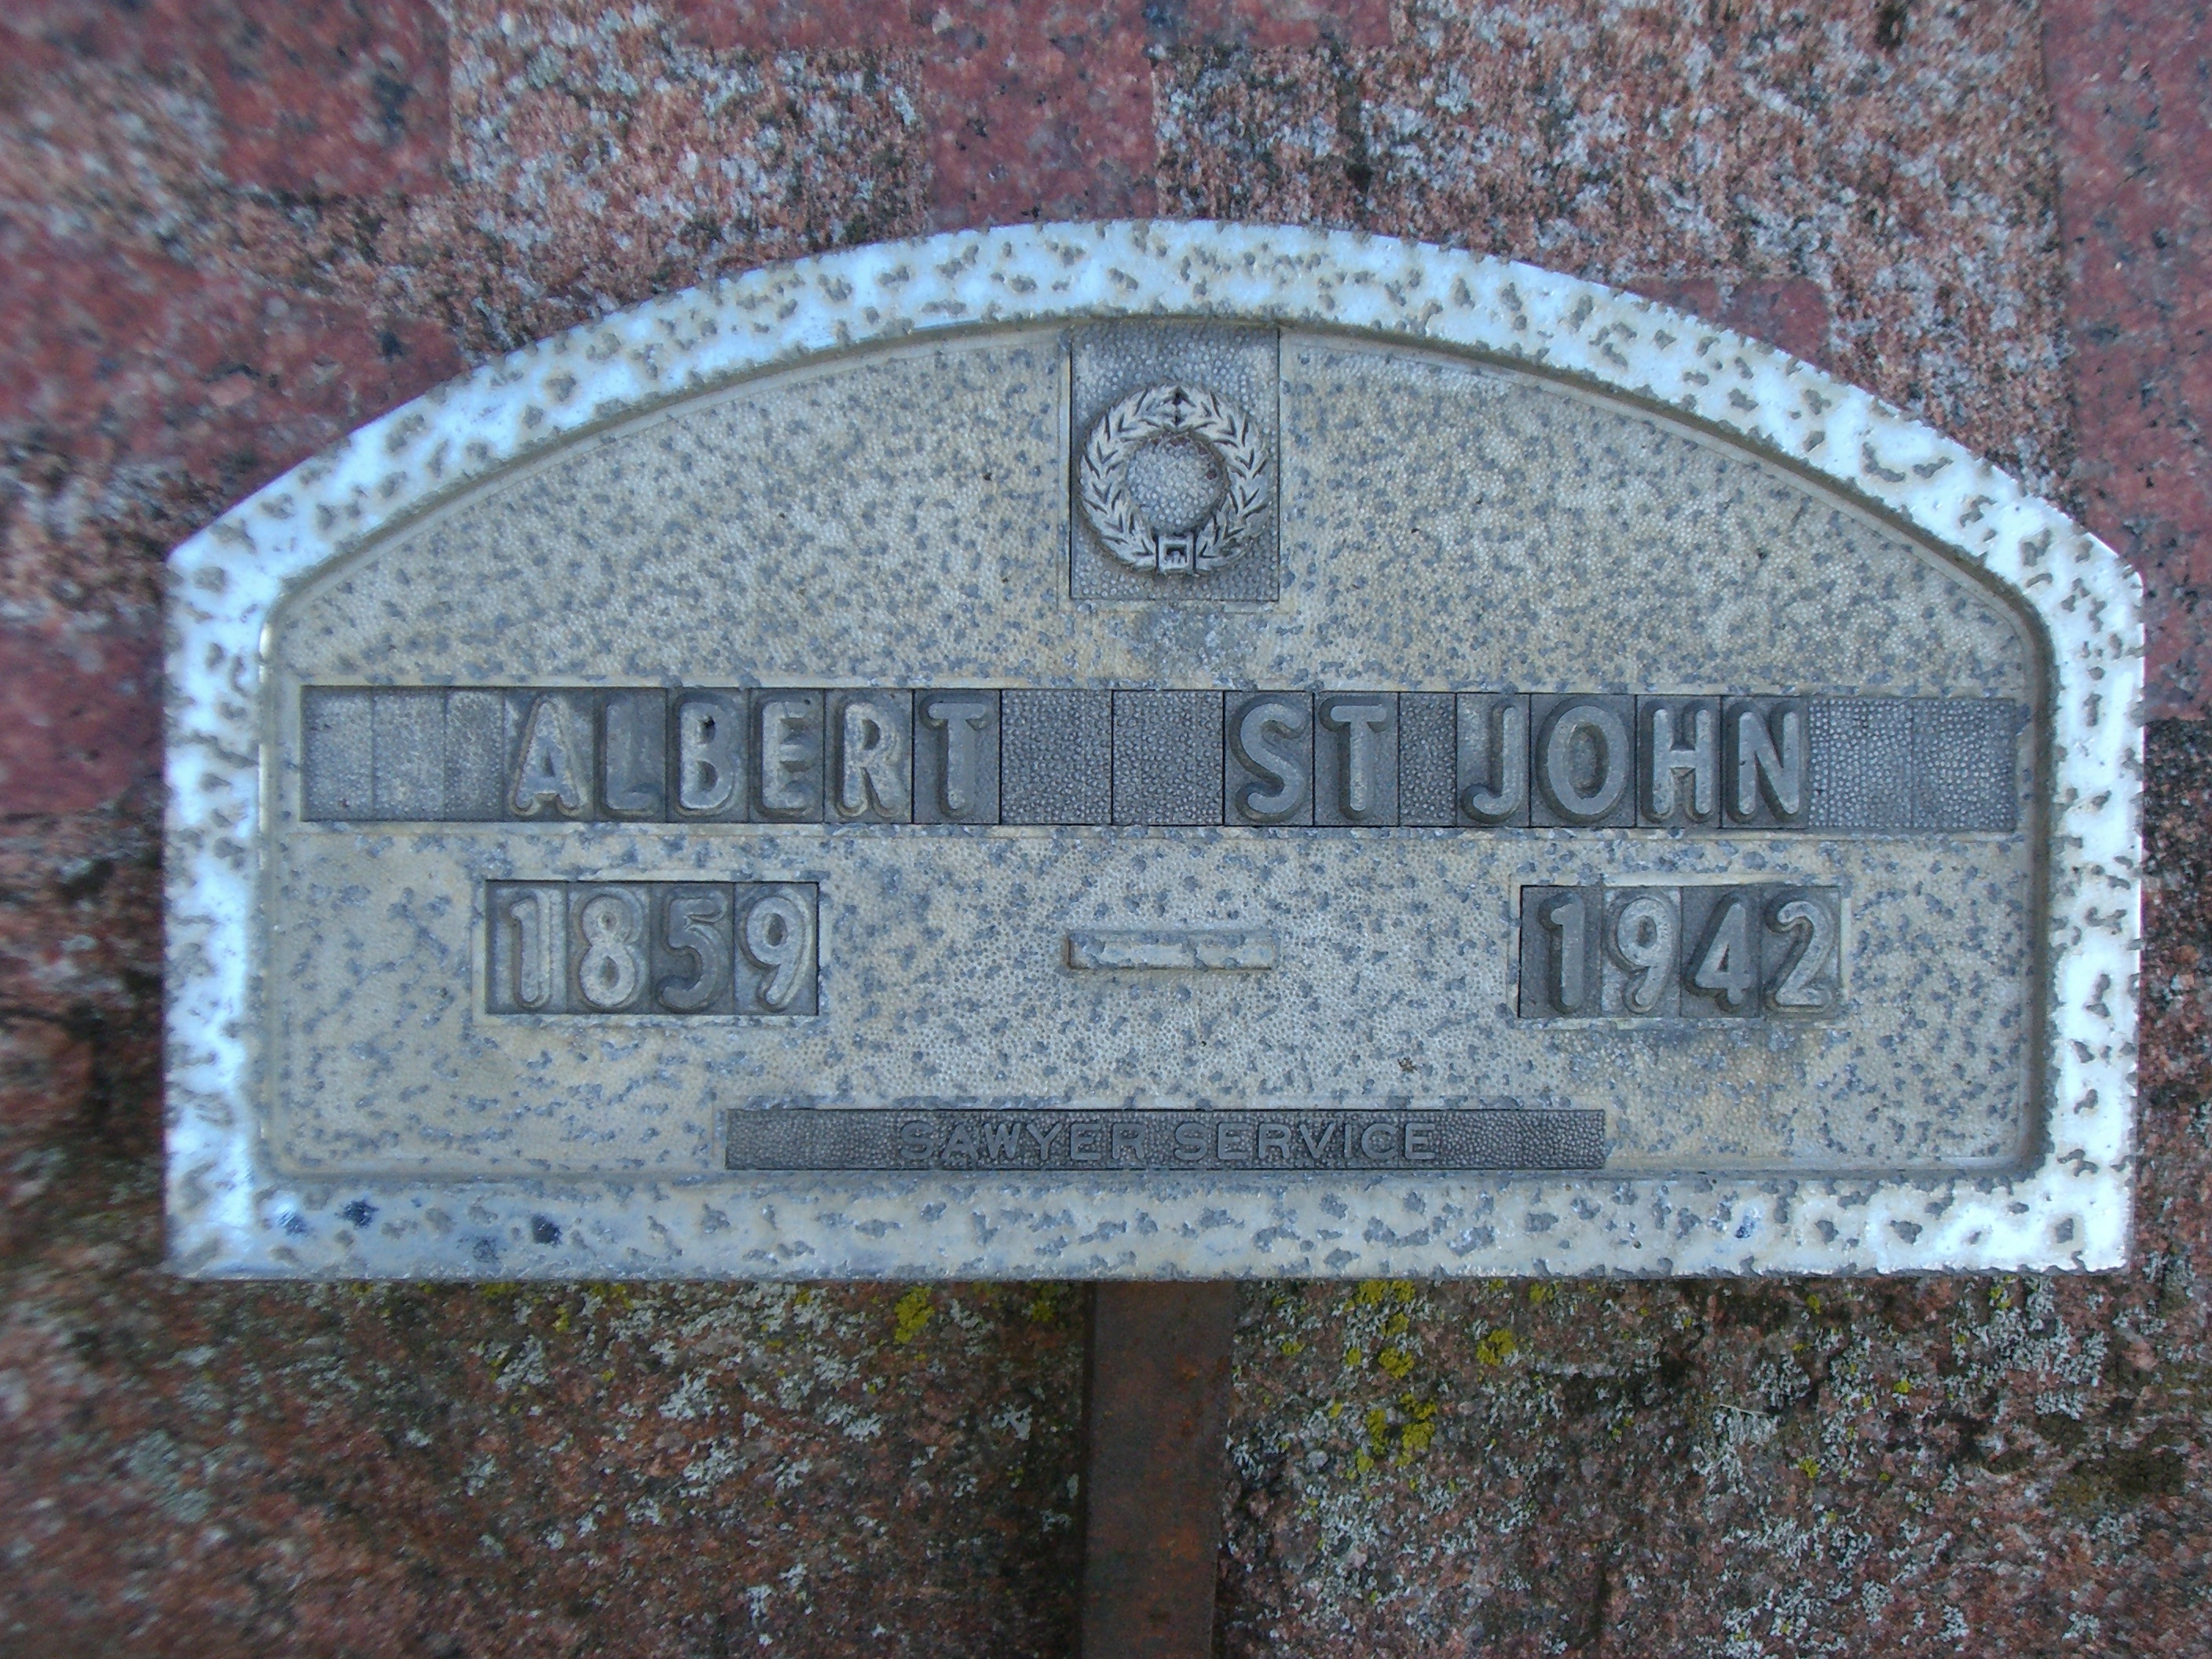 ALBERT ST JOHN
1859 — 1942
SAWYER SERVICE